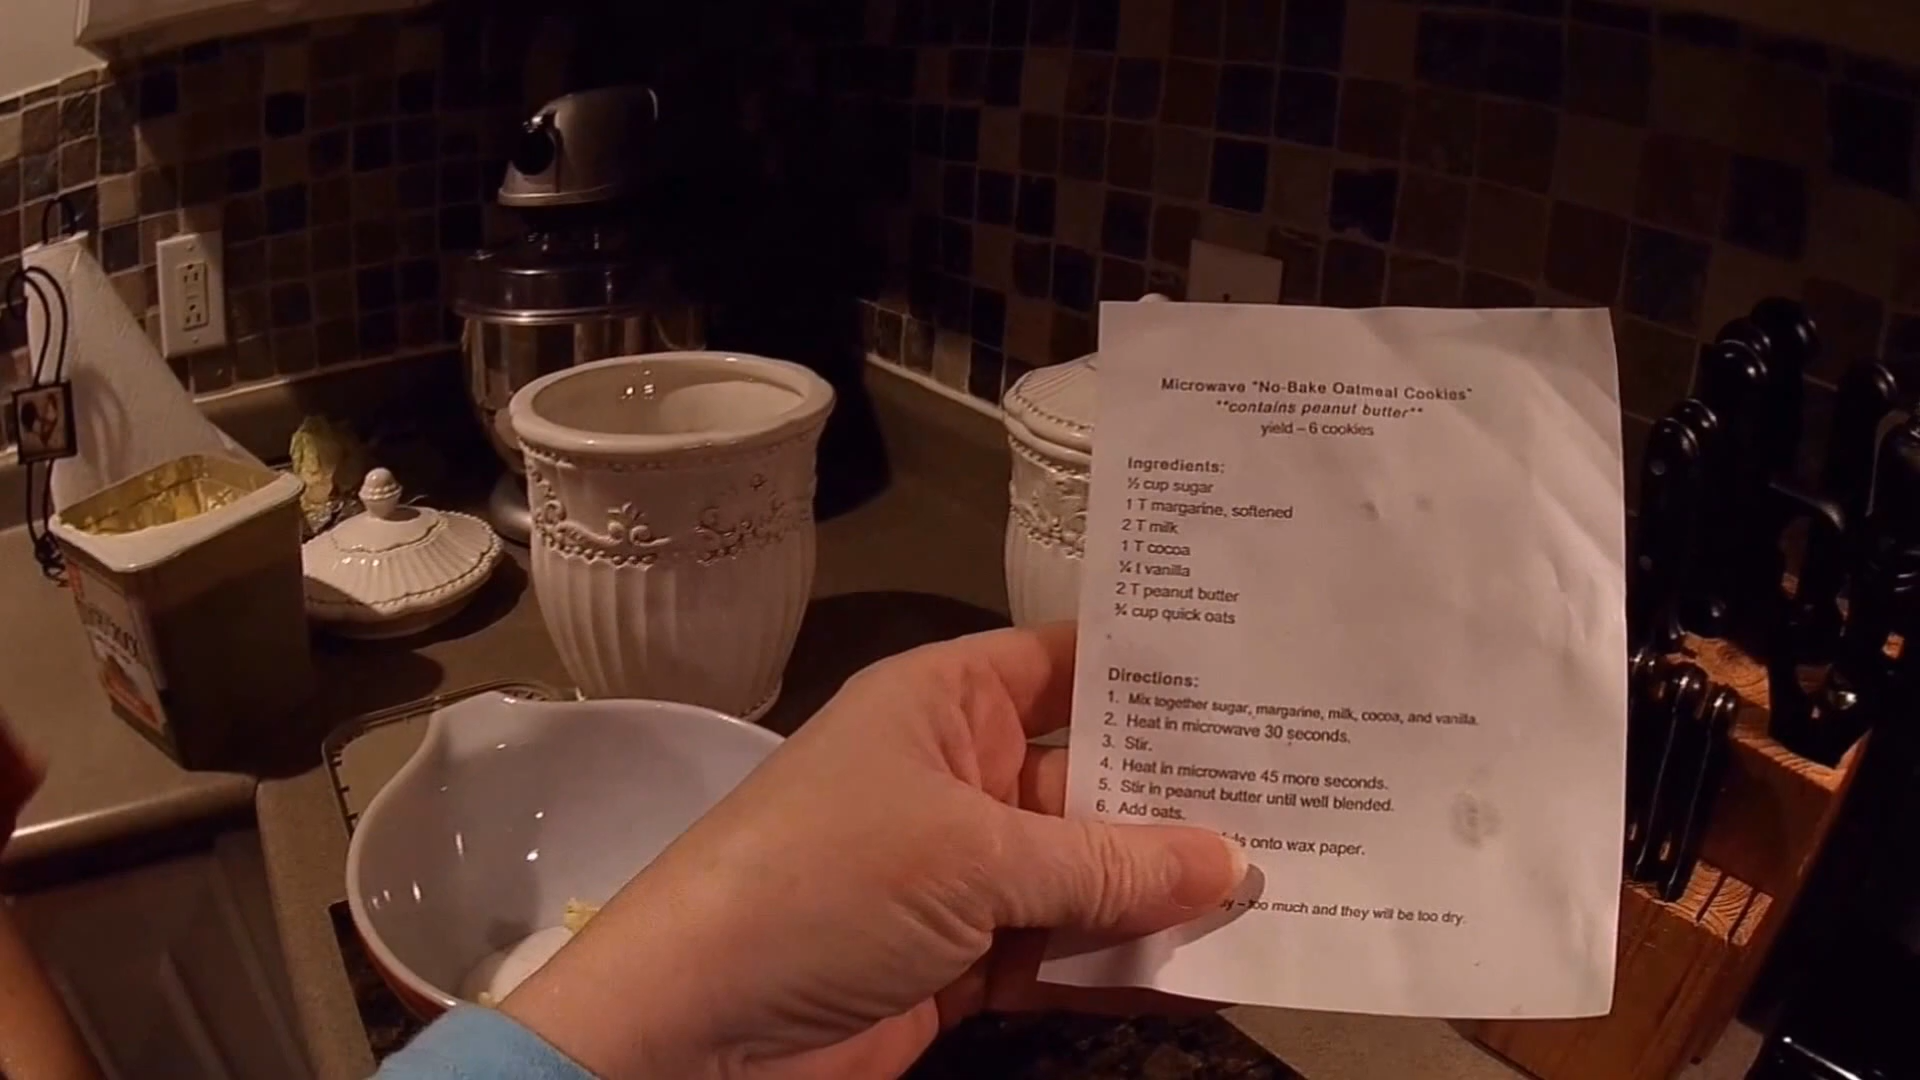 Microwave "No-Bake Oatmeal Cookies"
**contains peanut butter**
yield – 6 cookies
Ingredients:
½ cup sugar
1 T margarine, softened
2 T milk
1 T cocoa
¼ t vanilla
2 T peanut butter
¾ cup quick oats
Directions:
1. Mix together sugar, margarine, milk, cocoa, and vanilla.
2. Heat in microwave 30 seconds.
3. Stir.
4. Heat in microwave 45 more seconds.
5. Stir in peanut butter until well blended.
6. Add oats.
onto wax paper.
– too much and they will be too dry.